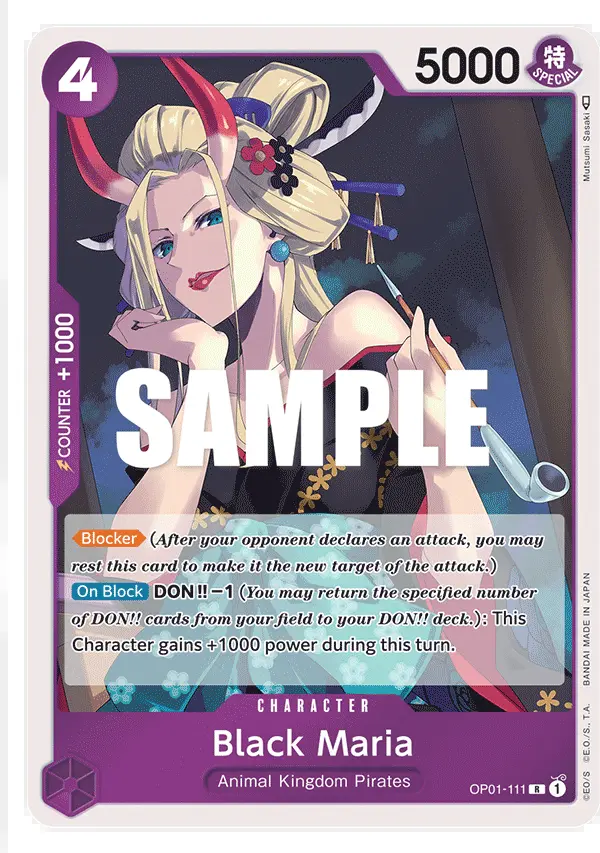 4
5000
特
SPECIAL
Mutsumi Sasaki
COUNTER +1000
SAMPLE
Blocker (After your opponent declares an attack, you may
rest this card to make it the new target of the attack.)
On Block DON!! −1 (You may return the specified number
of DON!! cards from your field to your DON!! deck.): This
Character gains +1000 power during this turn.
CHARACTER
Black Maria
Animal Kingdom Pirates
OP01-111 R 1
©E.O/S ©E.O./S., T.A. BANDAI MADE IN JAPAN